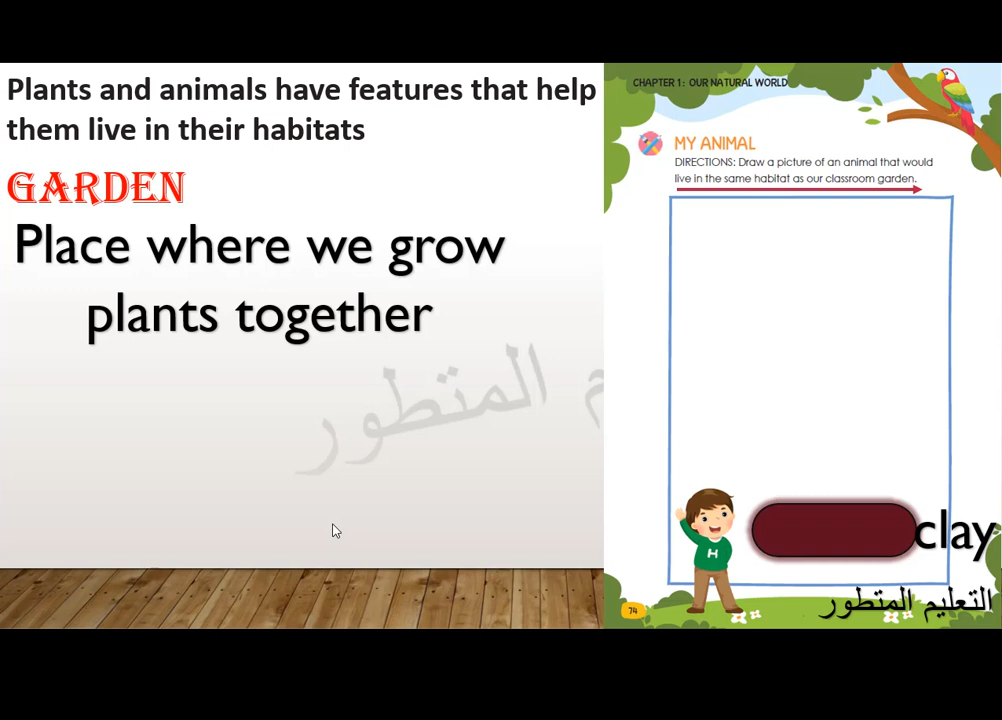 Plants and animals have features that help
them live in their habitats
GARDEN
Place where we grow
plants together
المتطور
CHAPTER 1: OUR NATURAL WORLD
MY ANIMAL
DIRECTIONS: Draw a picture of an animal that would
live in the same habitat as our classroom garden.
H
clay
التعليم المتطور
74